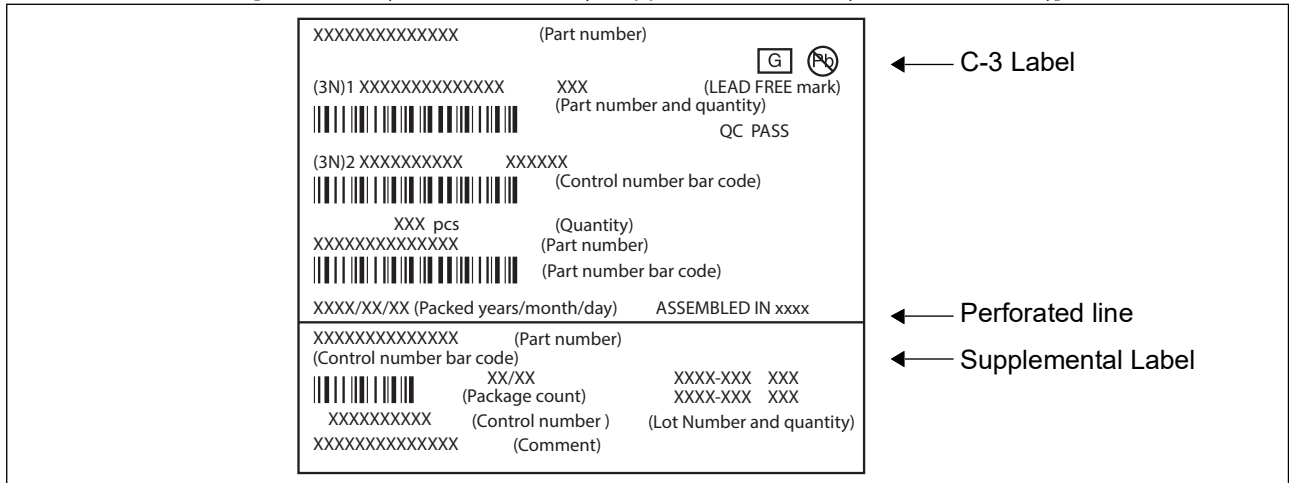 XXXXXXXXXXXXXX (Part number)
G Pb
C-3 Label
(3N)1 XXXXXXXXXXXXXX XXX (LEAD FREE mark)
(Part number and quantity)
QC PASS
(3N)2 XXXXXXXXXX XXXXXX
(Control number bar code)
XXX pcs (Quantity)
XXXXXXXXXXXXXX (Part number)
(Part number bar code)
XXXX/XX/XX (Packed years/month/day) ASSEMBLED IN xxxx
Perforated line
XXXXXXXXXXXXXX (Part number)
(Control number bar code)
Supplemental Label
XX/XX XXXX-XXX XXX
(Package count) XXXX-XXX XXX
XXXXXXXXXX (Control number ) (Lot Number and quantity)
XXXXXXXXXXXXXX (Comment)